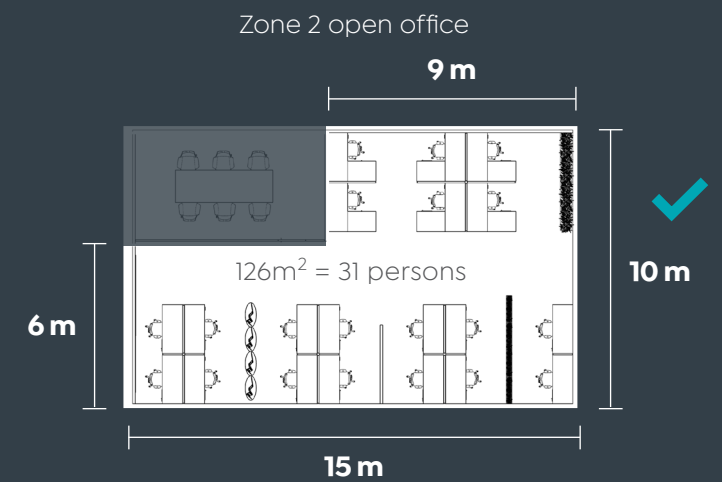 Zone 2 open office
9 m
126m² = 31 persons
10 m
6 m
15 m